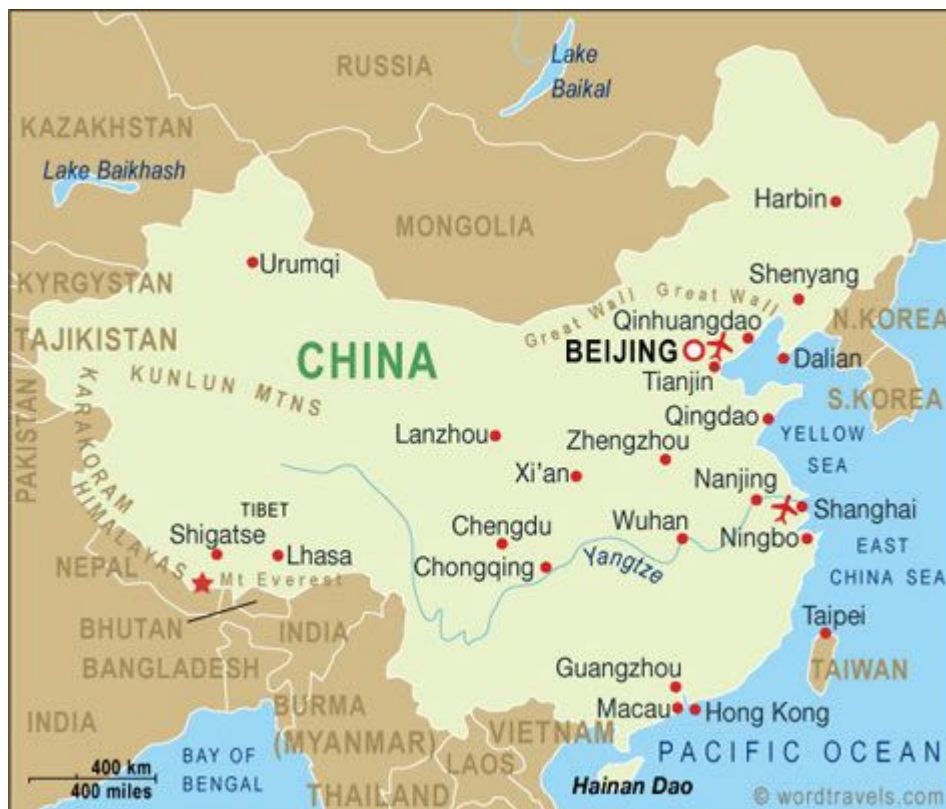 RUSSIA
Lake
Baikal
KAZAKHSTAN
Lake Baikhash
MONGOLIA
Harbin
Urumqi
KYRGYSTAN
Shenyang
Great Wall Great Wall
TAJIKISTAN
Qinhuangdao
N.KOREA
CHINA
BEIJING
Dalian
Tianjin
KUNLUN MTNS
KARAKORAM
PAKISTAN
S.KOREA
Qingdao
Lanzhou
Zhengzhou
YELLOW
SEA
Xi'an
Nanjing
HIMALAYAS
TIBET
Shanghai
Shigatse
Chengdu
Wuhan
Ningbo
Lhasa
EAST
CHINA SEA
NEPAL
Mt Everest
Chongqing
Yangtze
Taipei
BHUTAN
INDIA
BANGLADESH
Guangzhou
TAIWAN
BURMA
(MYANMAR)
Macau
Hong Kong
INDIA
VIETNAM
BAY OF
BENGAL
LAOS
PACIFIC OCEAN
400 km
400 miles
THAILAND
Hainan Dao
© wordtravels.com